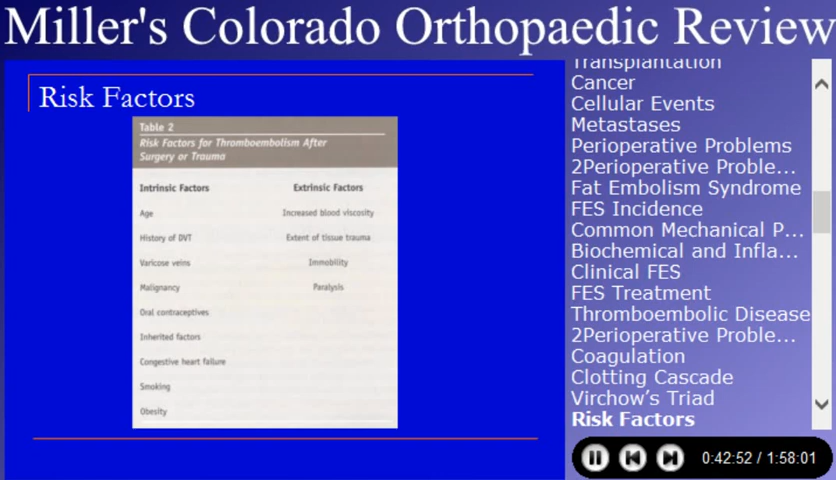 Miller's Colorado Orthopaedic Review
Risk Factors
Table 2
Risk Factors for Thromboembolism After
Surgery or Trauma
Intrinsic Factors Extrinsic Factors
Age Increased blood viscosity
History of DVT Extent of tissue trauma
Varicose veins Immobility
Malignancy Paralysis
Oral contraceptives
Inherited factors
Congestive heart failure
Smoking
Obesity
Transplantation
Cancer
Cellular Events
Metastases
Perioperative Problems
2Perioperative Proble...
Fat Embolism Syndrome
FES Incidence
Common Mechanical P...
Biochemical and Infla...
Clinical FES
FES Treatment
Thromboembolic Disease
2Perioperative Proble...
Coagulation
Clotting Cascade
Virchow's Triad
Risk Factors
0:42:52 / 1:58:01